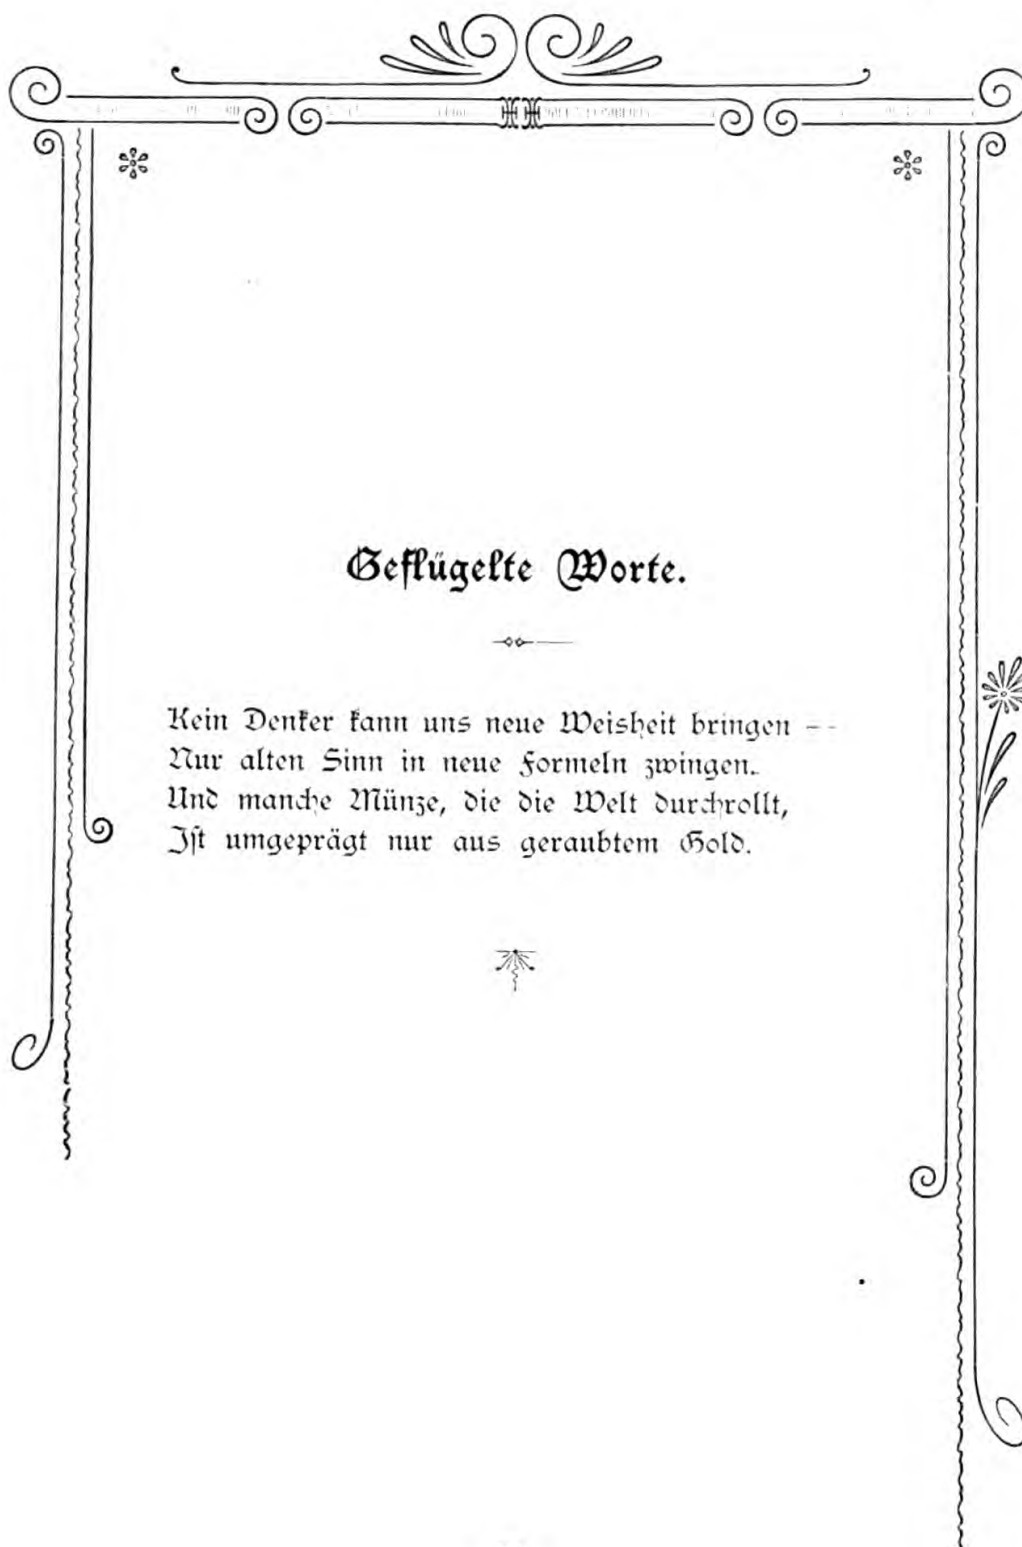 Geflügelte Worte.
Kein Denker kann uns neue Weisheit bringen —
Nur alten Sinn in neue Formeln zwingen.
Und manche Münze, die die Welt durchrollt,
Ist umgeprägt nur aus geraubtem Gold.